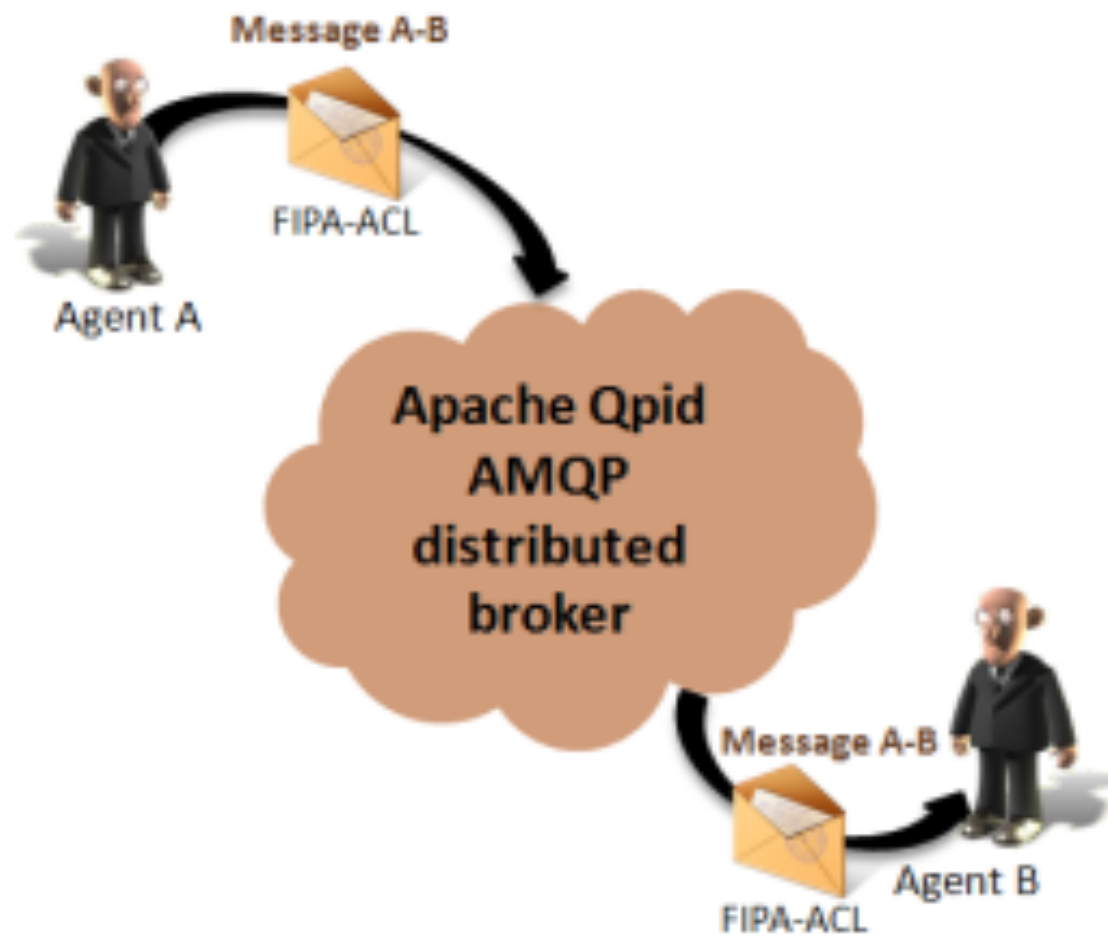 Message A-B
FIPA-ACL
Agent A
Apache Qpid
AMQP
distributed
broker
Message A-B
Agent B
FIPA-ACL